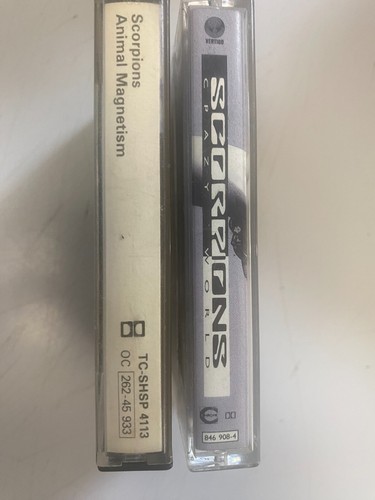 Scorpions
Animal Magnetism
TC-SHSP 4113
OC 262-45 933
VERTIGO
SCORPIONS
CRAZY WORLD
846 908-4